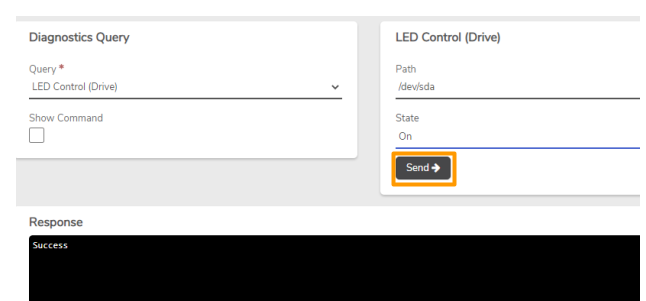 Diagnostics Query
Query *
LED Control (Drive)
Show Command
LED Control (Drive)
Path
/dev/sda
State
On
Send →
Response
Success